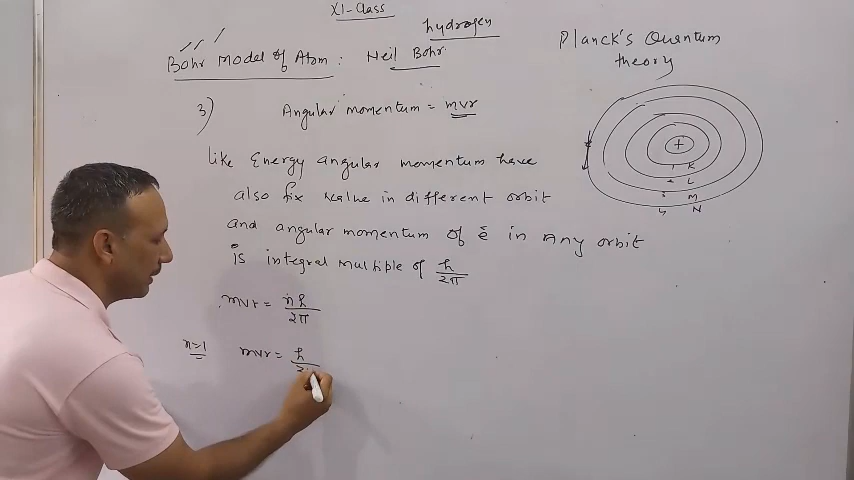 XI-Class
hydrogen
Bohr Model of Atom : Neil Bohr
Planck's Quantum
theory
3) Angular momentum = mvr
like Energy angular momentum have
also fix value in different orbit
and angular momentum of ē in Any orbit
is integral multiple of h/2π
mvr = nh/2π
n=1 mvr = h/2π
+
K
L
M
N